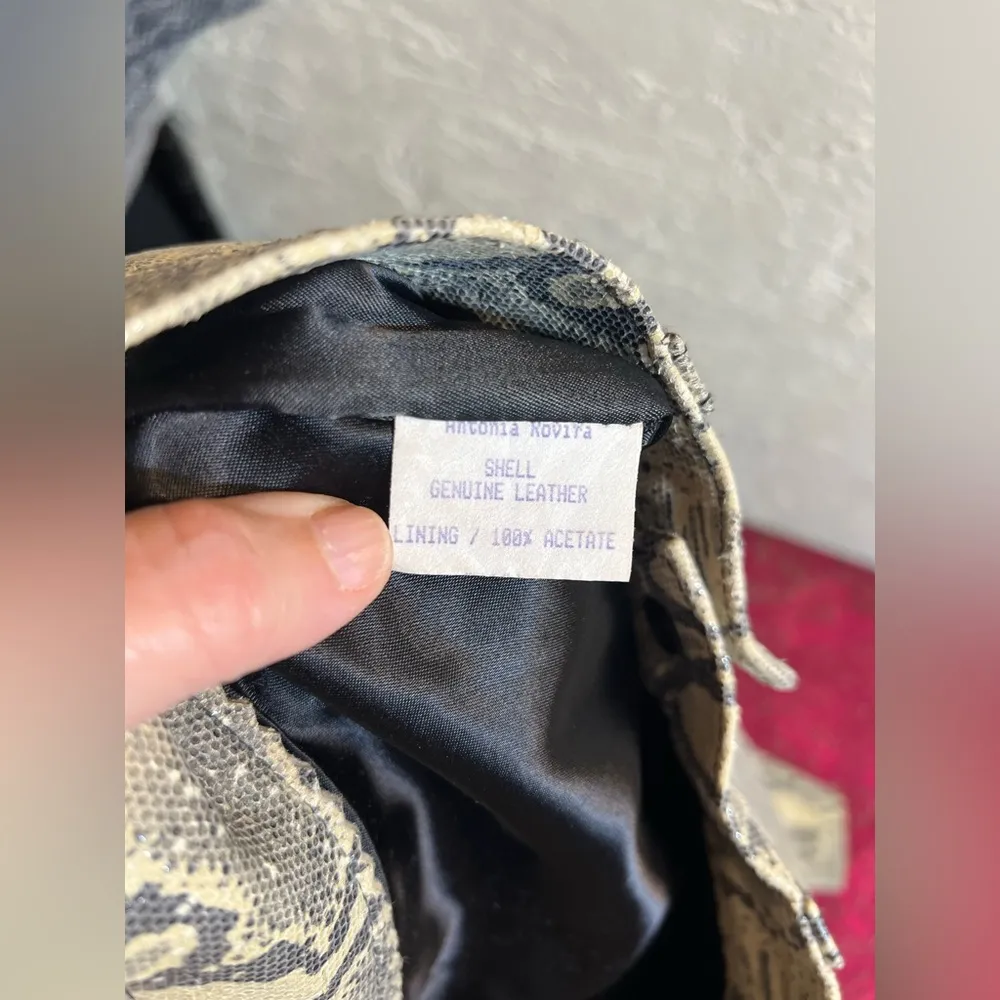 Antonia Rovira
SHELL
GENUINE LEATHER
LINING / 100% ACETATE